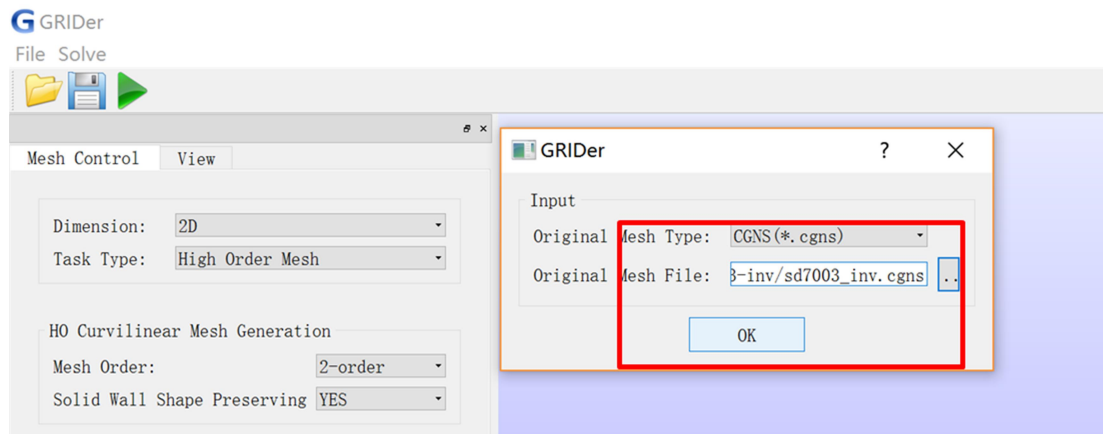 G GRIDer
File Solve
Mesh Control View
Dimension: 2D
Task Type: High Order Mesh
HO Curvilinear Mesh Generation
Mesh Order: 2-order
Solid Wall Shape Preserving YES
GRIDer ? ×
Input
Original Mesh Type: CGNS(*.cgns)
Original Mesh File: 3-inv/sd7003_inv.cgns ..
OK